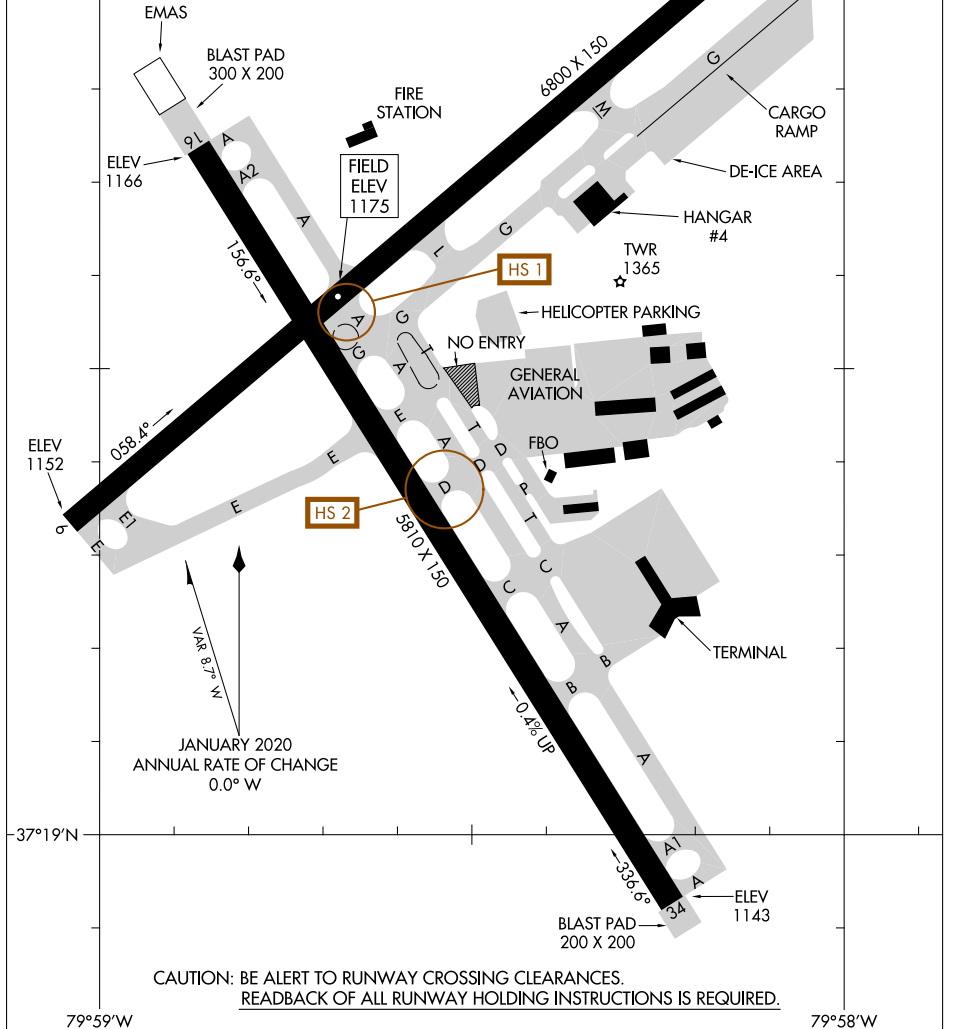 EMAS
BLAST PAD
300 X 200
6800 X 150
G
M
CARGO
RAMP
FIRE
STATION
16
A
ELEV
1166
A2
FIELD
ELEV
1175
DE-ICE AREA
A
HANGAR
#4
G
L
156.6°
TWR
1365
HS 1
HELICOPTER PARKING
A
G
G
T
NO ENTRY
A
GENERAL
AVIATION
E
T
058.4°
A
D
FBO
ELEV
1152
E
D
D
P
HS 2
E
T
9
E1
E
5810 X 150
C
C
A
VAR 8.7° W
B
TERMINAL
B
0.4% UP
JANUARY 2020
ANNUAL RATE OF CHANGE
0.0° W
A
37°19'N
A1
336.6°
A
ELEV
1143
34
BLAST PAD
200 X 200
CAUTION: BE ALERT TO RUNWAY CROSSING CLEARANCES.
READBACK OF ALL RUNWAY HOLDING INSTRUCTIONS IS REQUIRED.
79°59'W
79°58'W